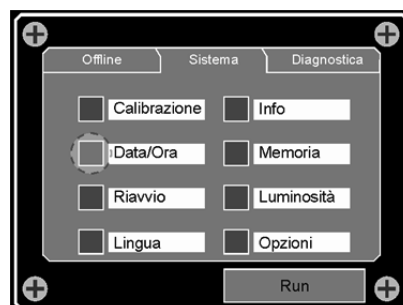 Offline Sistema Diagnostica
Calibrazione Info
Data/Ora Memoria
Riavvio Luminosità
Lingua Opzioni
Run